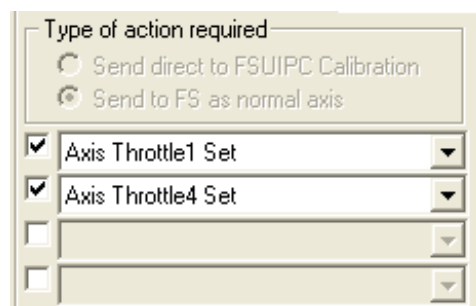 Type of action required
Send direct to FSUIPC Calibration
Send to FS as normal axis
Axis Throttle1 Set
Axis Throttle4 Set